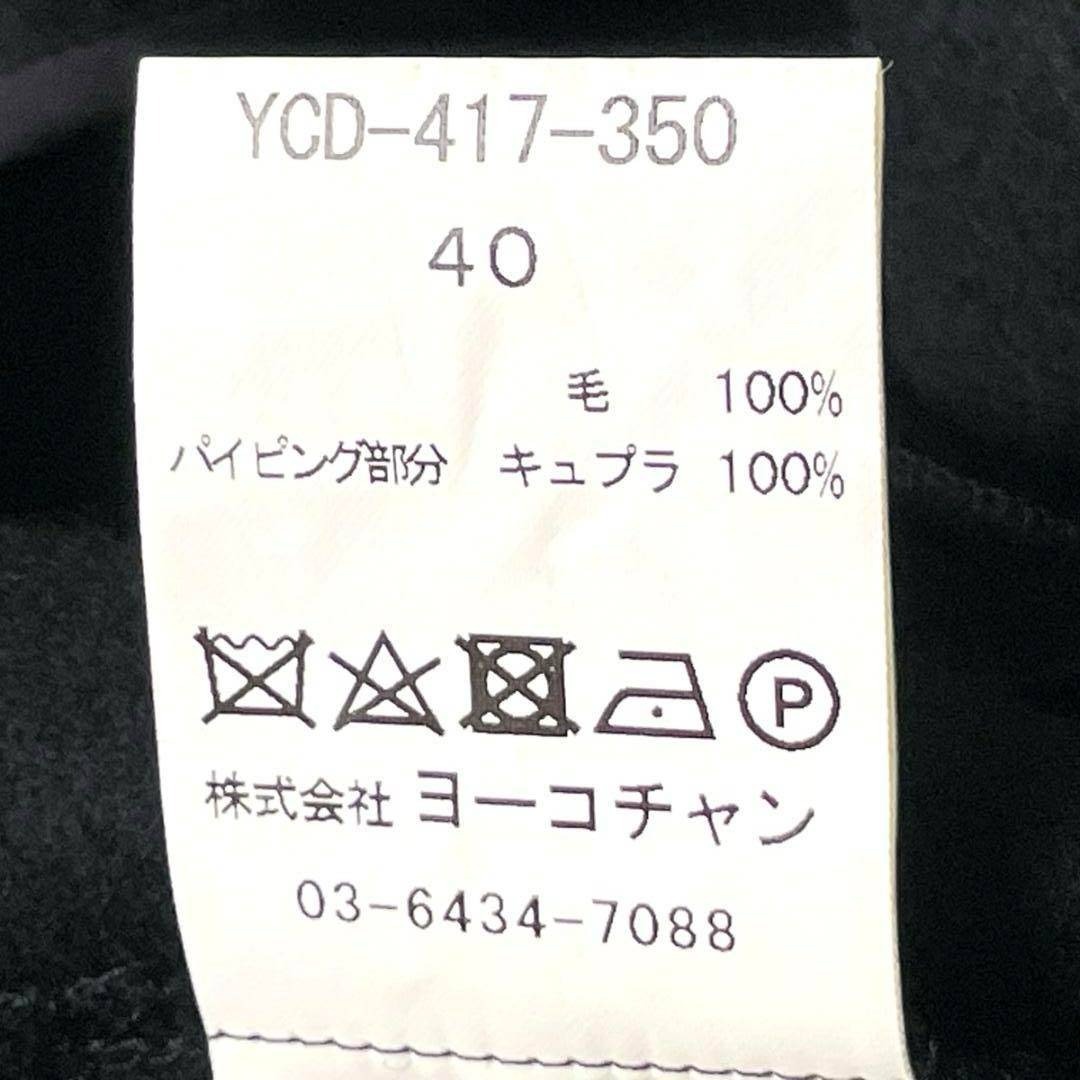 YCD-417-350
40
毛 100%
パイピング部分 キュプラ 100%
P
株式会社 ヨーコチャン
03-6434-7088